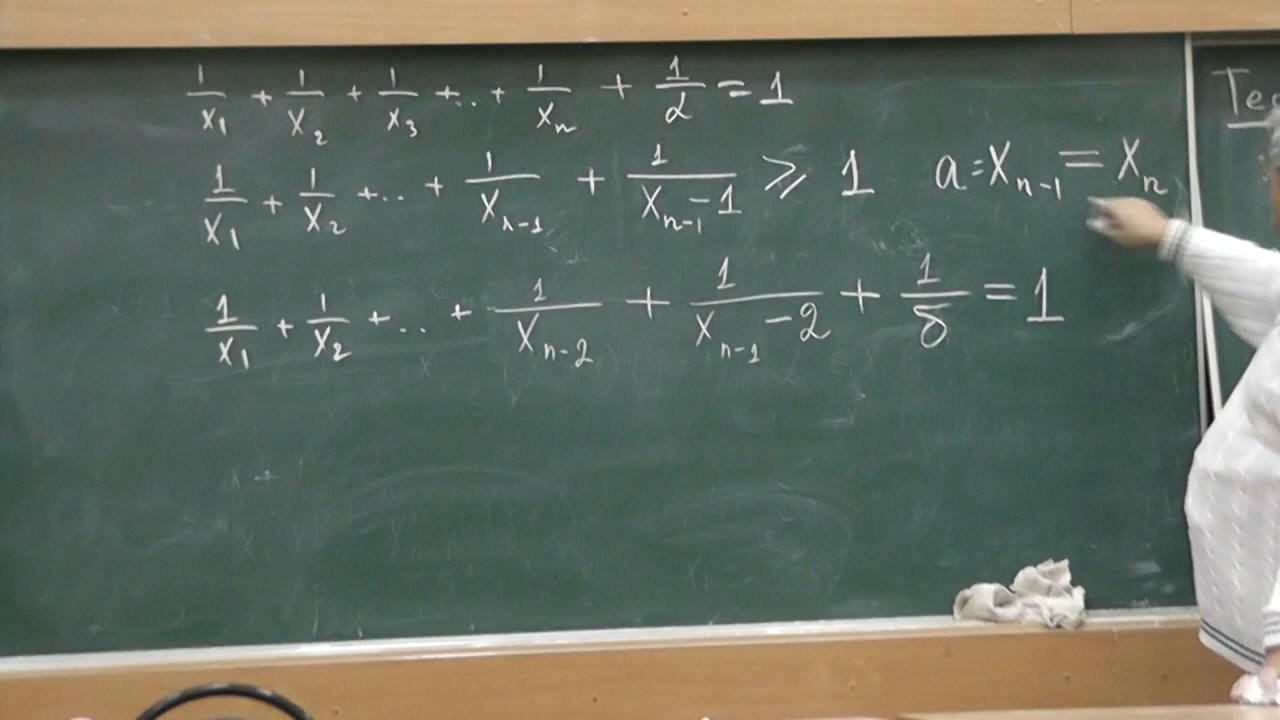 1/x₁ + 1/x₂ + 1/x₃ + .. + 1/xₙ + 1/α = 1
1/x₁ + 1/x₂ + .. + 1/xₙ₋₁ + 1/(xₙ₋₁ - 1) ⩾ 1 a = xₙ₋₁ = xₙ
1/x₁ + 1/x₂ + .. + 1/xₙ₋₂ + 1/(xₙ₋₁ - 2) + 1/δ = 1